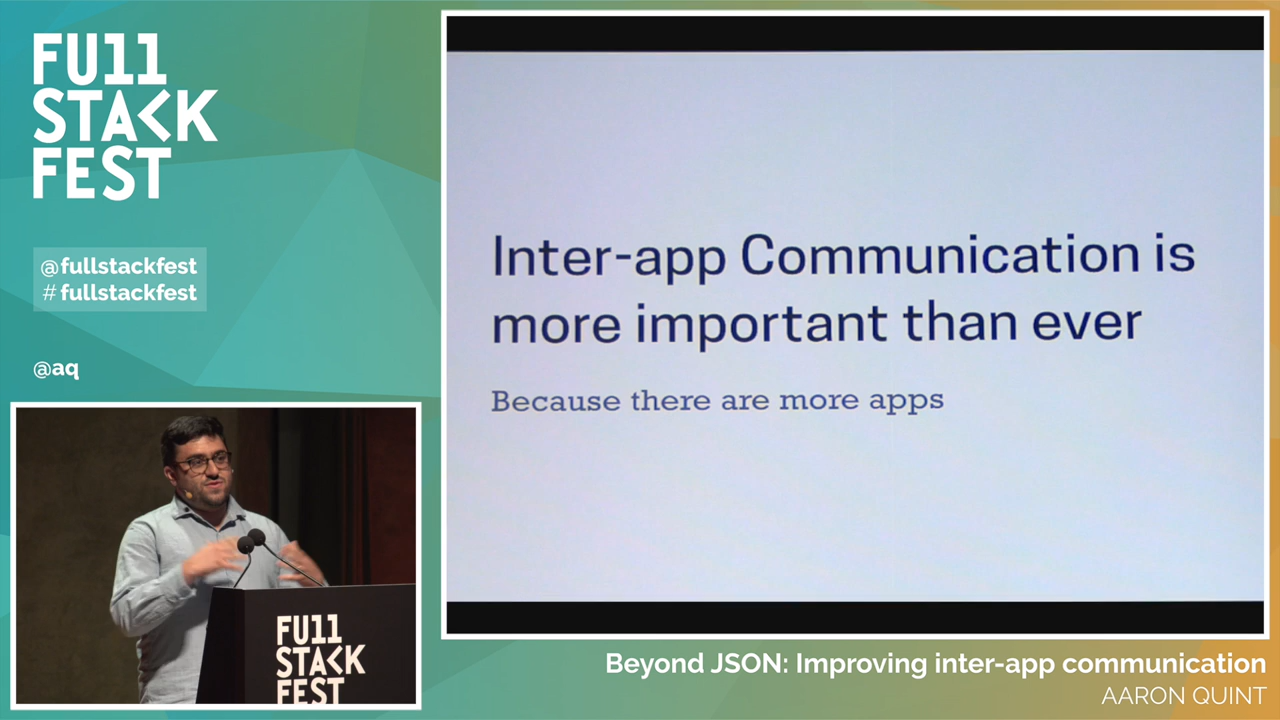 FU11
STACK
FEST
@fullstackfest
# fullstackfest
@aq
Inter-app Communication is
more important than ever
Because there are more apps
FU11
STACK
FEST
Beyond JSON: Improving inter-app communication
AARON QUINT